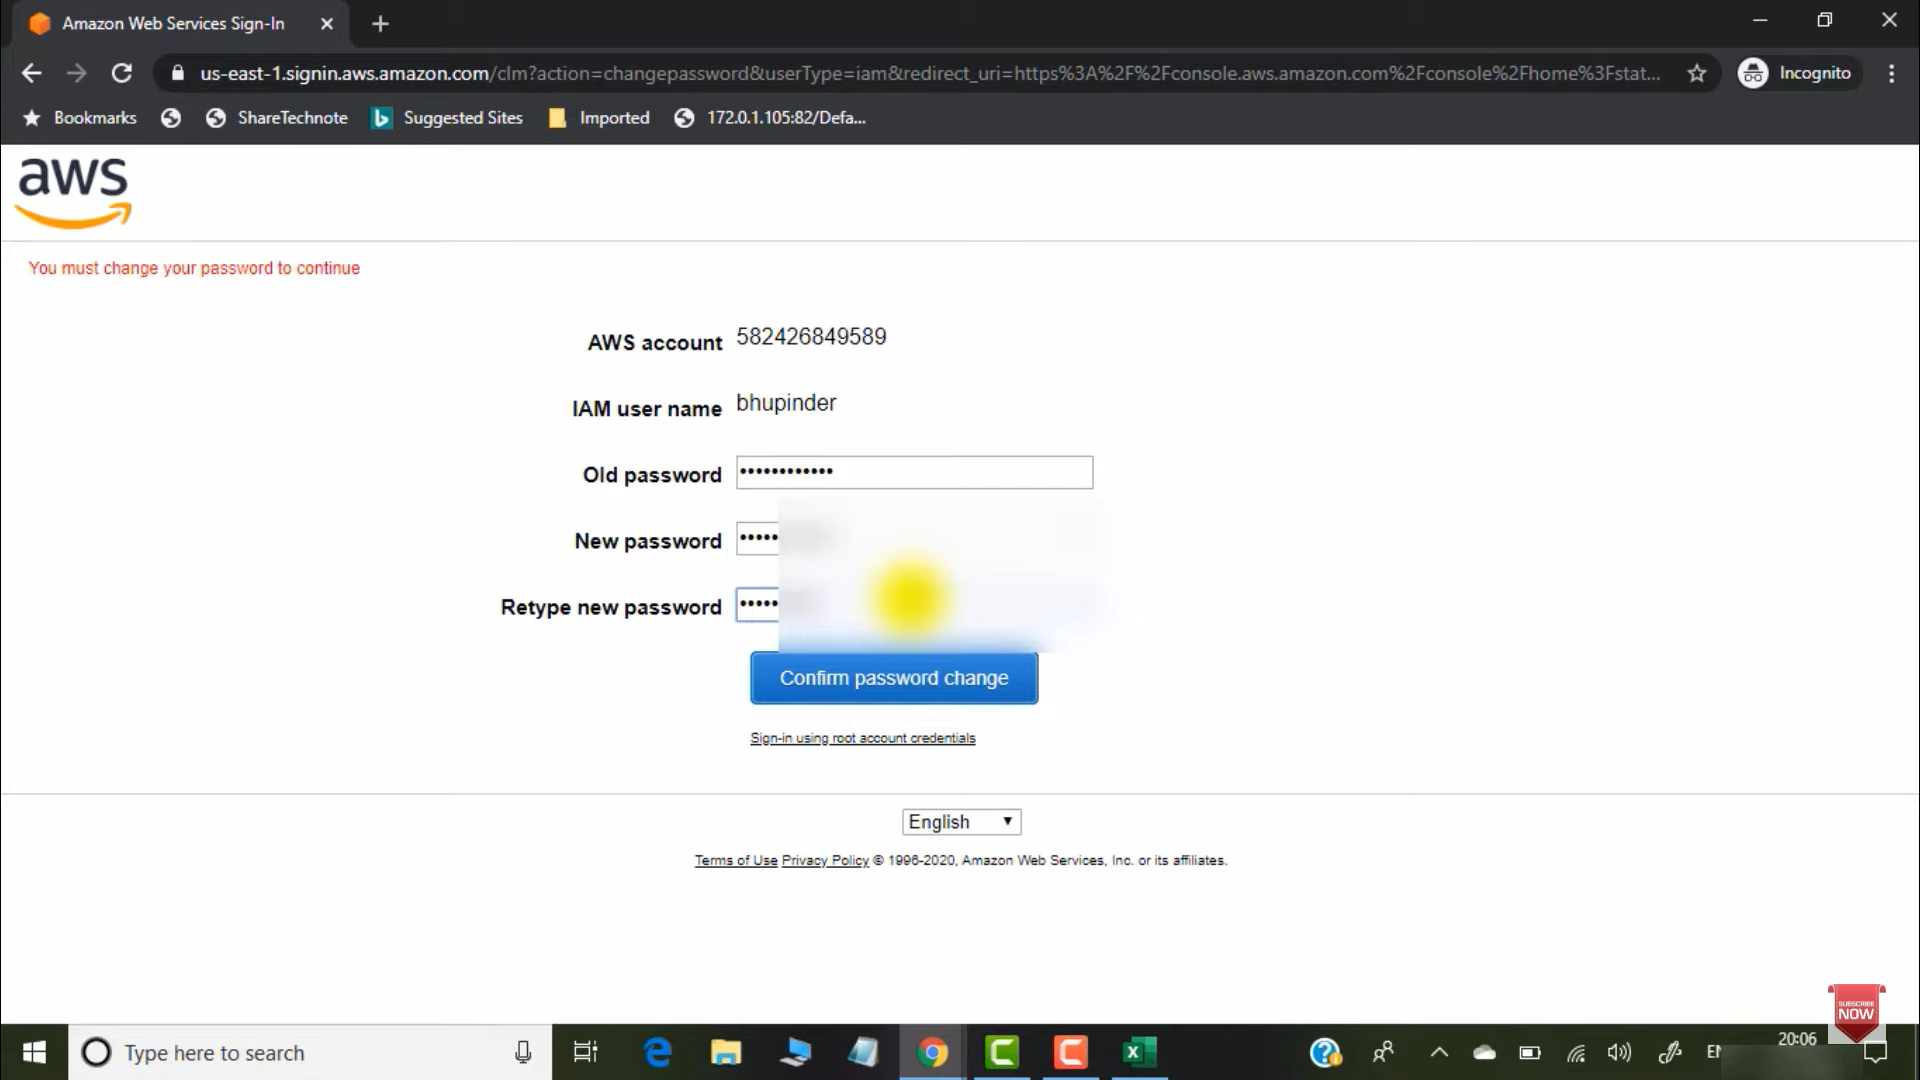 Amazon Web Services Sign-In
us-east-1.signin.aws.amazon.com/clm?action=changepassword&userType=iam&redirect_uri=https%3A%2F%2Fconsole.aws.amazon.com%2Fconsole%2Fhome%3Fstat...
Incognito
Bookmarks ShareTechnote Suggested Sites Imported 172.0.1.105:82/Defa...
aws
You must change your password to continue
AWS account 582426849589
IAM user name bhupinder
Old password ••••••••••••
New password •••••
Retype new password •••••
Confirm password change
Sign-in using root account credentials
English
Terms of Use Privacy Policy © 1996-2020, Amazon Web Services, Inc. or its affiliates.
SUBSCRIBE
NOW
Type here to search
20:06